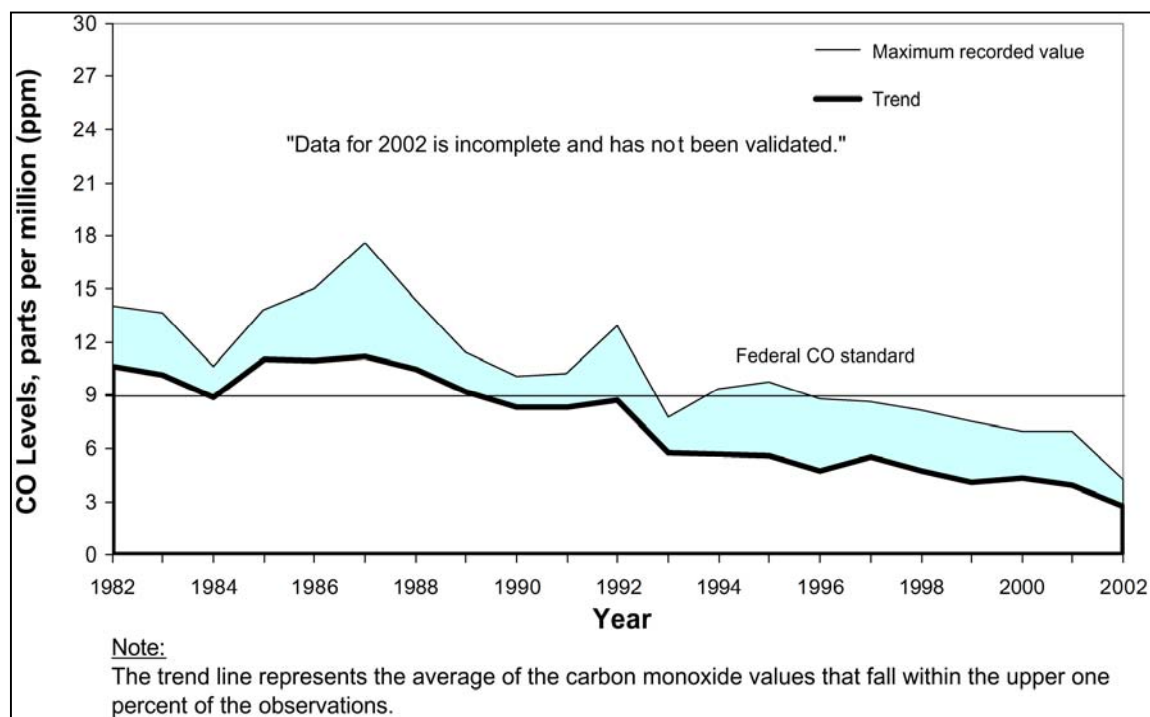 30
27
24
21
18
15
12
9
6
3
0
CO Levels, parts per million (ppm)
Maximum recorded value
Trend
"Data for 2002 is incomplete and has not been validated."
Federal CO standard
1982 1984 1986 1988 1990 1992 1994 1996 1998 2000 2002
Year
Note:
The trend line represents the average of the carbon monoxide values that fall within the upper one
percent of the observations.